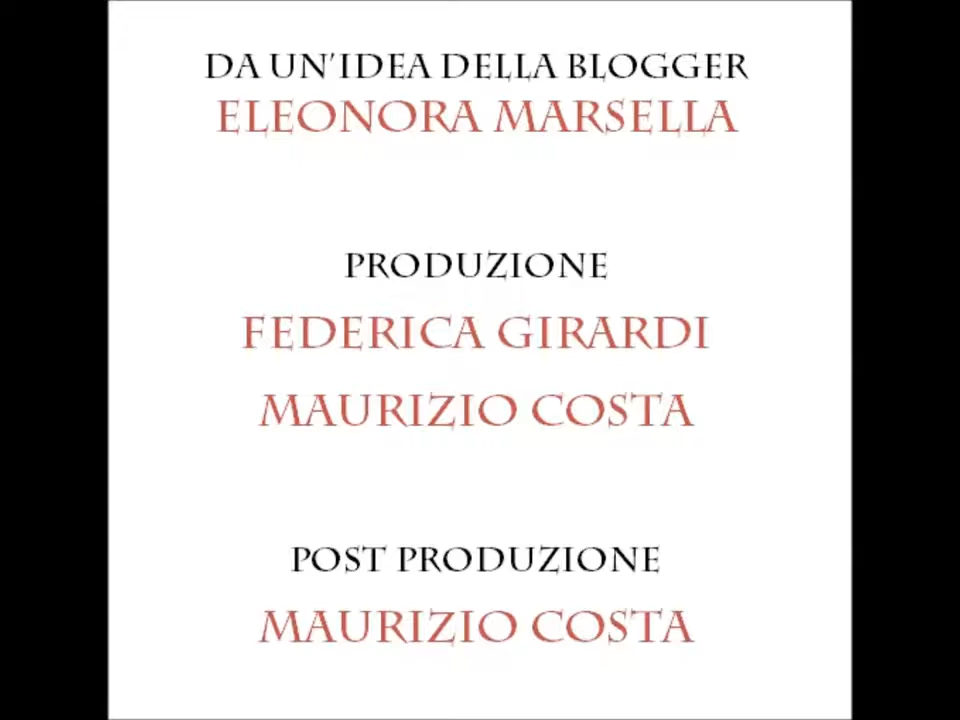 DA UN'IDEA DELLA BLOGGER
ELEONORA MARSELLA
PRODUZIONE
FEDERICA GIRARDI
MAURIZIO COSTA
POST PRODUZIONE
MAURIZIO COSTA